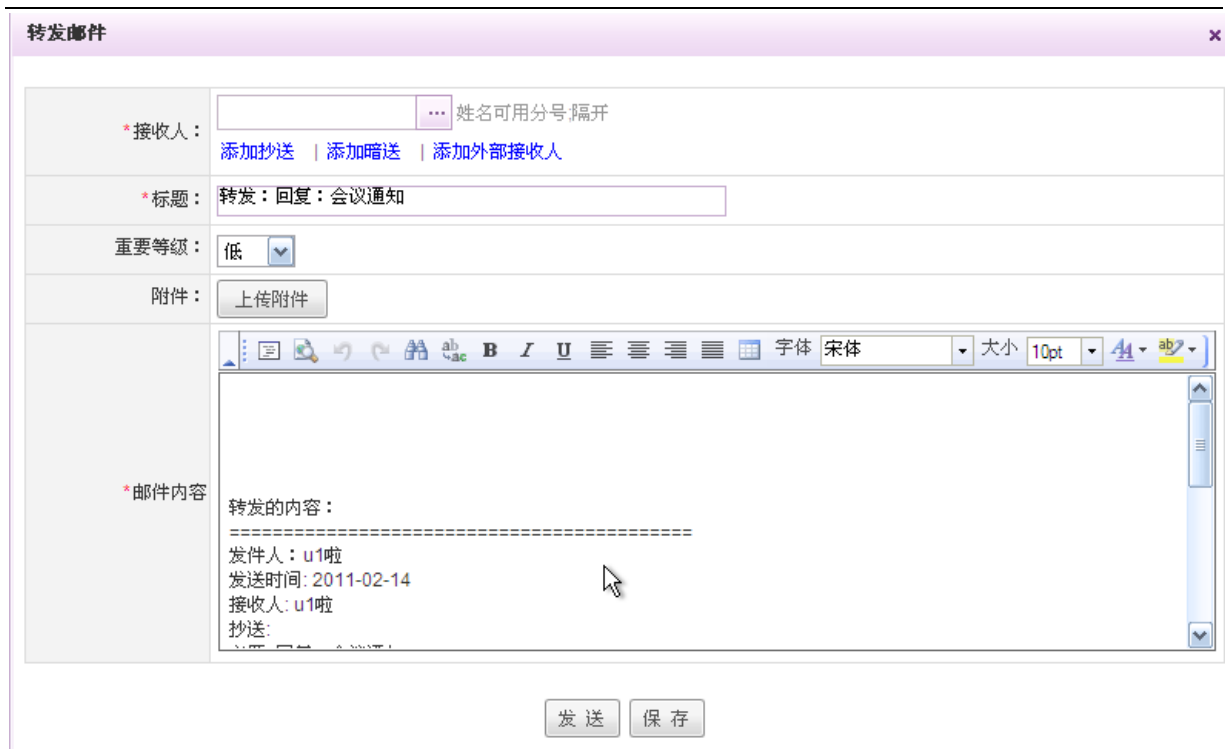 转发邮件
*接收人：
姓名可用分号;隔开
添加抄送 | 添加暗送 | 添加外部接收人
*标题：
转发：回复：会议通知
重要等级：
低
附件：
上传附件
B I U 字体 宋体 大小 10pt
*邮件内容
转发的内容：
===========================================
发件人：u1啦
发送时间: 2011-02-14
接收人: u1啦
抄送:
发 送 保 存